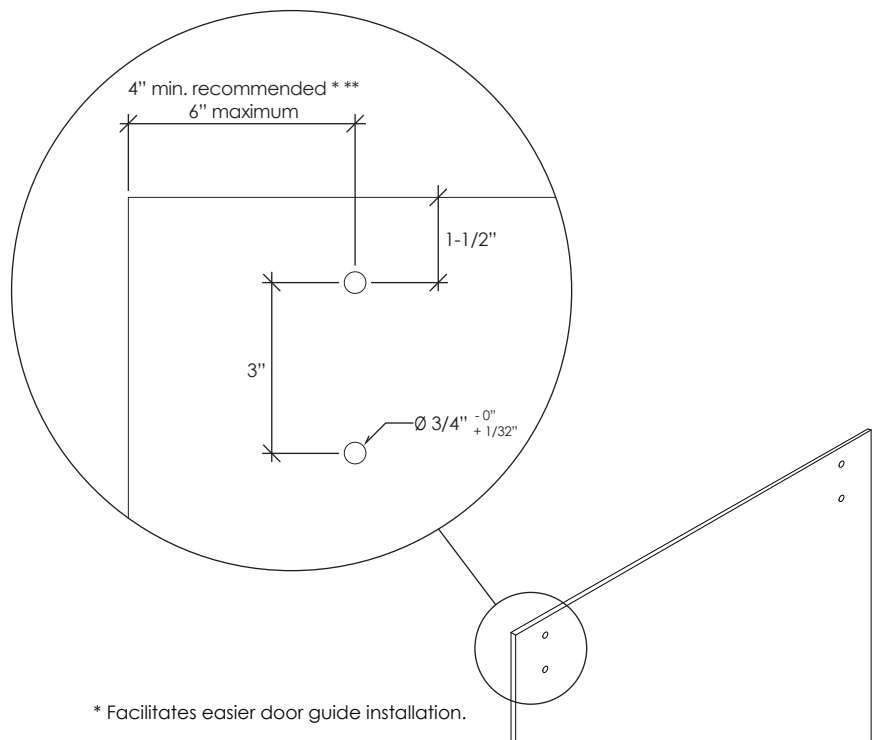 4” min. recommended * **
6” maximum
1-1/2”
3”
Ø 3/4” - 0”
+ 1/32”
* Facilitates easier door guide installation.